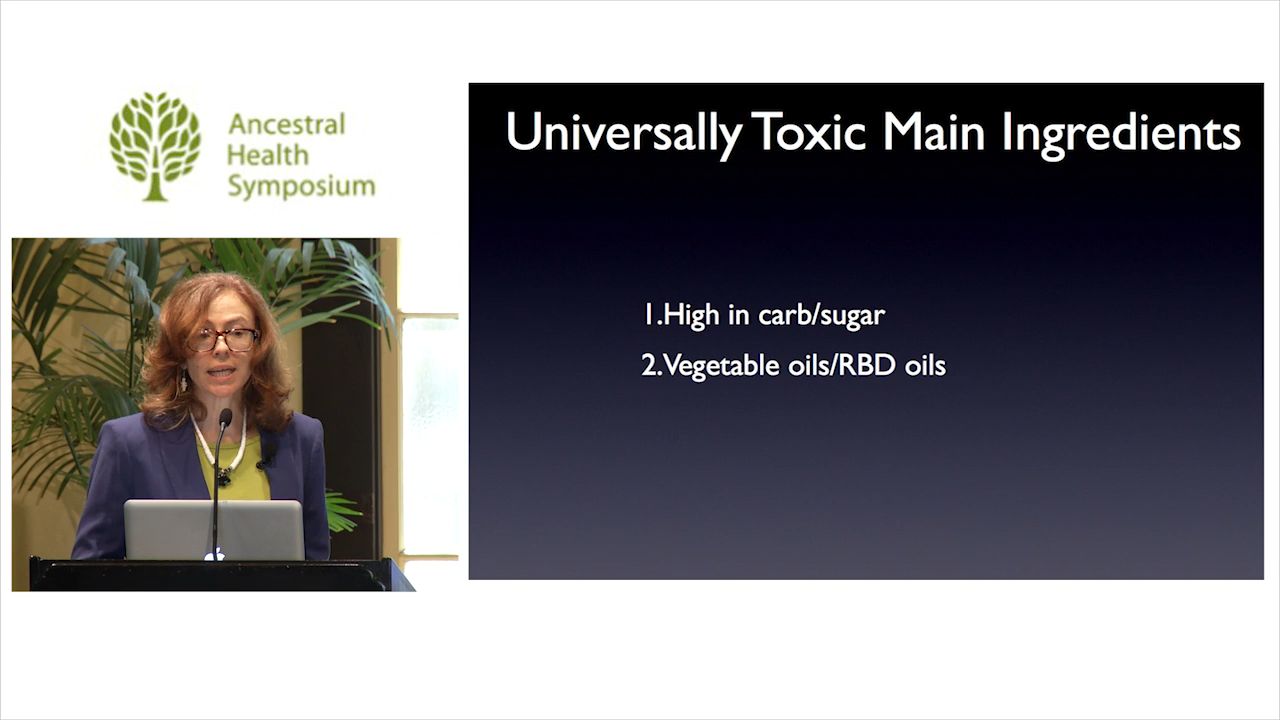 Ancestral
Health
Symposium
Universally Toxic Main Ingredients
1.High in carb/sugar
2.Vegetable oils/RBD oils